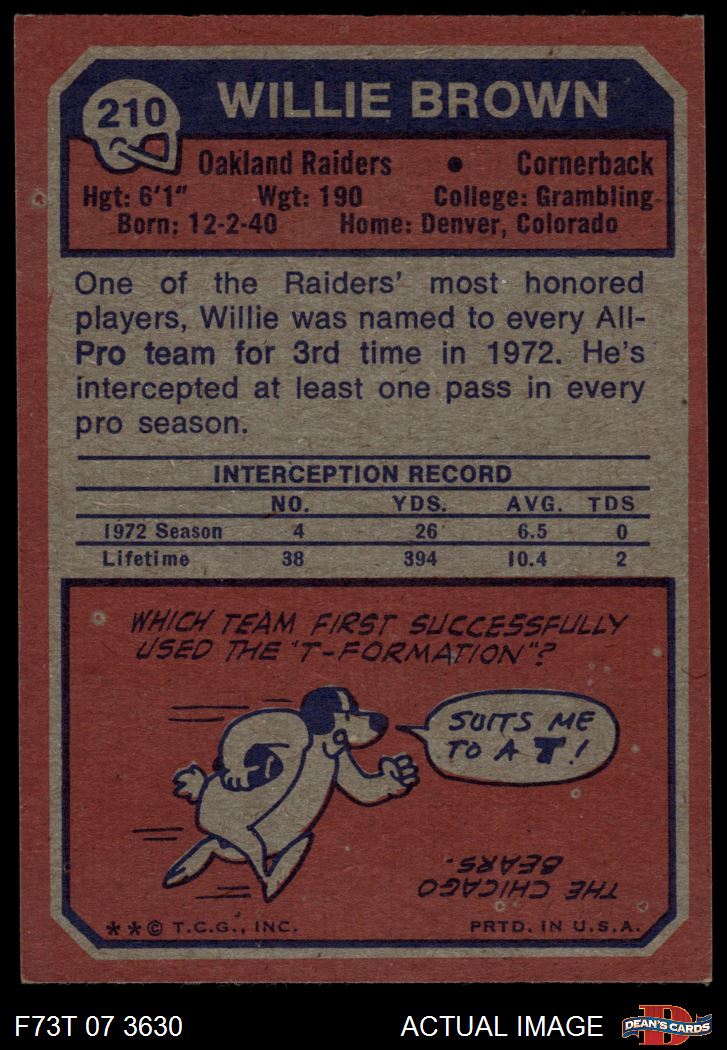 210
WILLIE BROWN
Oakland Raiders • Cornerback
Hgt: 6'1" Wgt: 190 College: Grambling
Born: 12-2-40 Home: Denver, Colorado
One of the Raiders' most honored
players, Willie was named to every All-
Pro team for 3rd time in 1972. He's
intercepted at least one pass in every
pro season.
INTERCEPTION RECORD
NO. YDS. AVG. TDS
1972 Season 4 26 6.5 0
Lifetime 38 394 10.4 2
WHICH TEAM FIRST SUCCESSFULLY
USED THE "T-FORMATION"?
SUITS ME
TO A T!
THE CHICAGO
BEARS.
**© T.C.G., INC. PRTD. IN U.S.A.
F73T 07 3630 ACTUAL IMAGE
D
DEAN'S CARDS